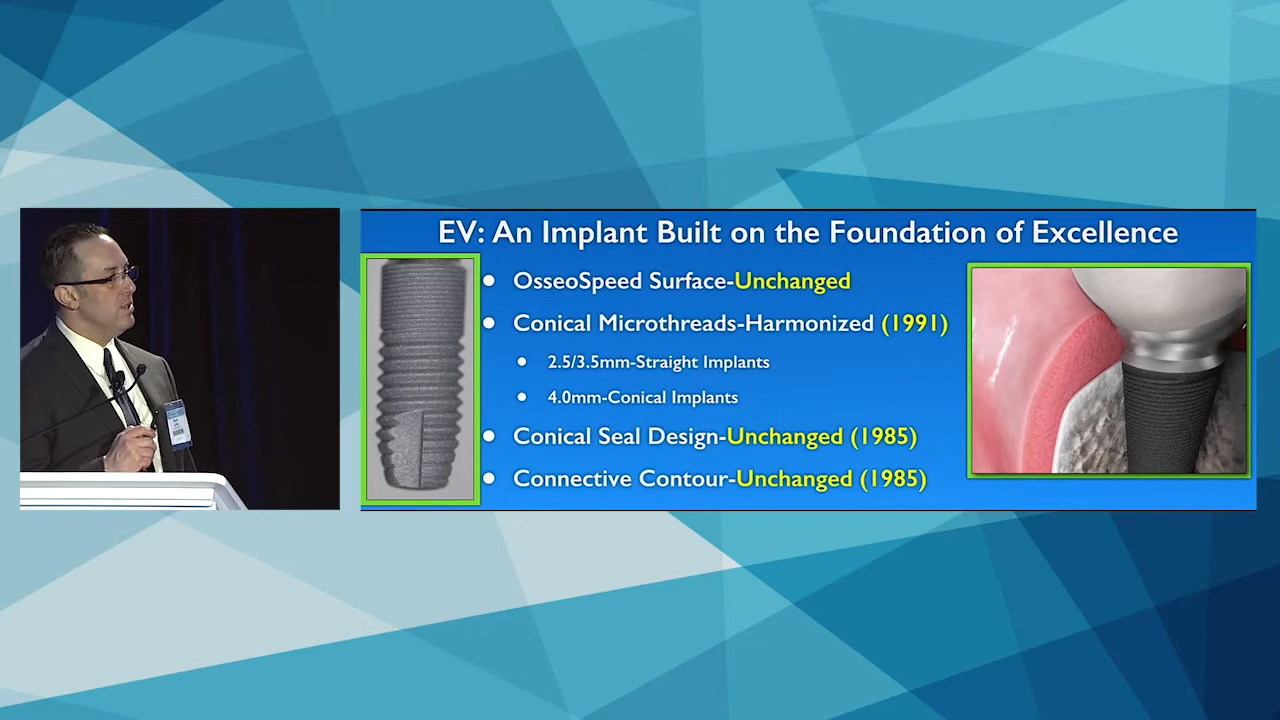 EV: An Implant Built on the Foundation of Excellence
OsseoSpeed Surface-Unchanged
Conical Microthreads-Harmonized (1991)
2.5/3.5mm-Straight Implants
4.0mm-Conical Implants
Conical Seal Design-Unchanged (1985)
Connective Contour-Unchanged (1985)